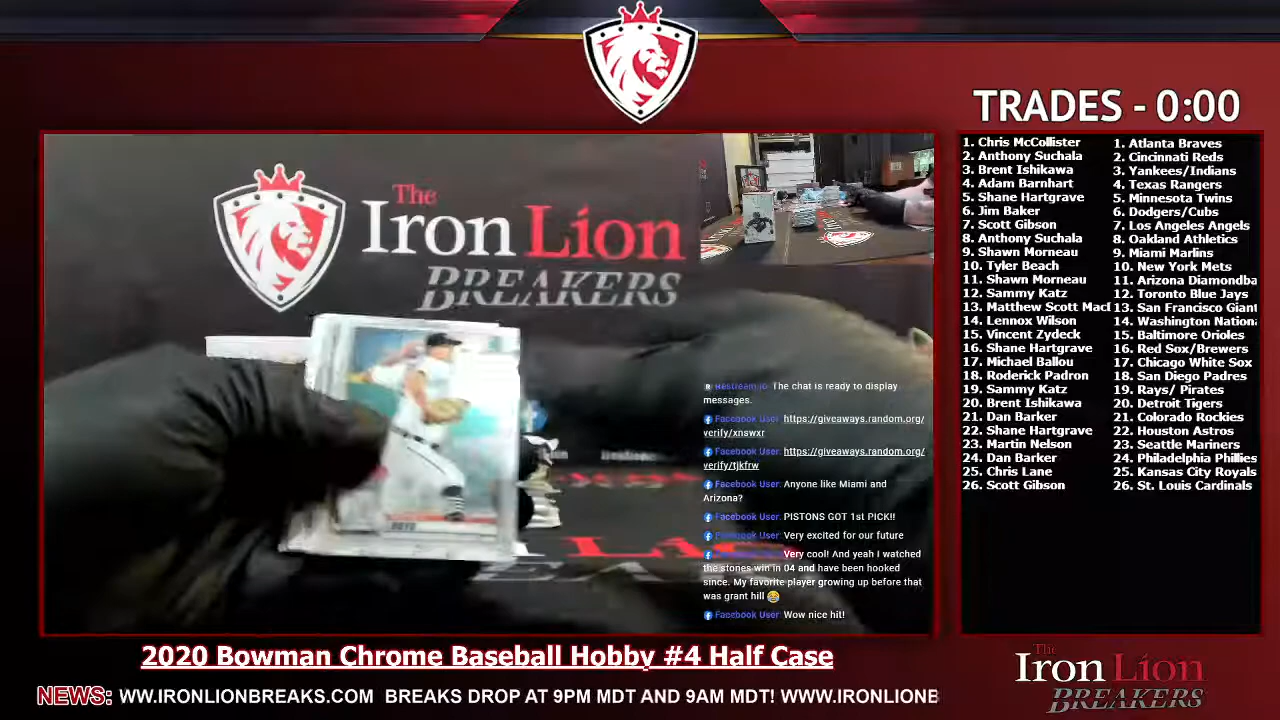 TRADES - 0:00
1. Chris McCollister 1. Atlanta Braves
2. Anthony Suchala 2. Cincinnati Reds
3. Brent Ishikawa 3. Yankees/Indians
4. Adam Barnhart 4. Texas Rangers
5. Shane Hartgrave 5. Minnesota Twins
6. Jim Baker 6. Dodgers/Cubs
7. Scott Gibson 7. Los Angeles Angels
8. Anthony Suchala 8. Oakland Athletics
9. Shawn Morneau 9. Miami Marlins
10. Tyler Beach 10. New York Mets
11. Shawn Morneau 11. Arizona Diamondba
12. Sammy Katz 12. Toronto Blue Jays
13. Matthew Scott Macl 13. San Francisco Giant
14. Lennox Wilson 14. Washington Nation
15. Vincent Zydeck 15. Baltimore Orioles
16. Shane Hartgrave 16. Red Sox/Brewers
17. Michael Ballou 17. Chicago White Sox
18. Roderick Padron 18. San Diego Padres
19. Sammy Katz 19. Rays/ Pirates
20. Brent Ishikawa 20. Detroit Tigers
21. Dan Barker 21. Colorado Rockies
22. Shane Hartgrave 22. Houston Astros
23. Martin Nelson 23. Seattle Mariners
24. Dan Barker 24. Philadelphia Phillies
25. Chris Lane 25. Kansas City Royals
26. Scott Gibson 26. St. Louis Cardinals
The
Iron Lion
BREAKERS
Restream.io: The chat is ready to display
messages.
Facebook User: https://giveaways.random.org/
verify/xnswxr
Facebook User: https://giveaways.random.org/
verify/tjkfrw
Facebook User: Anyone like Miami and
Arizona?
Facebook User: PISTONS GOT 1st PICK!!
Facebook User: Very excited for our future
Facebook User: Very cool! And yeah I watched
the stones win in 04 and have been hooked
since. My favorite player growing up before that
was grant hill 😂
Facebook User: Wow nice hit!
2020 Bowman Chrome Baseball Hobby #4 Half Case
NEWS: WW.IRONLIONBREAKS.COM BREAKS DROP AT 9PM MDT AND 9AM MDT! WWW.IRONLIONB
The
Iron Lion
BREAKERS